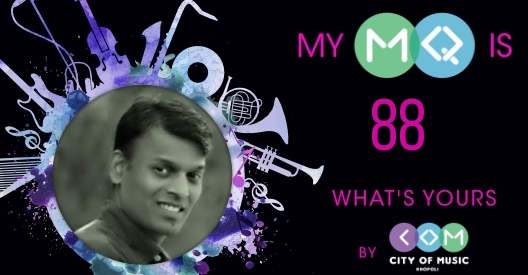 MY MQ IS
88
WHAT'S YOURS
BY COM
CITY OF MUSIC
KHOPOLI